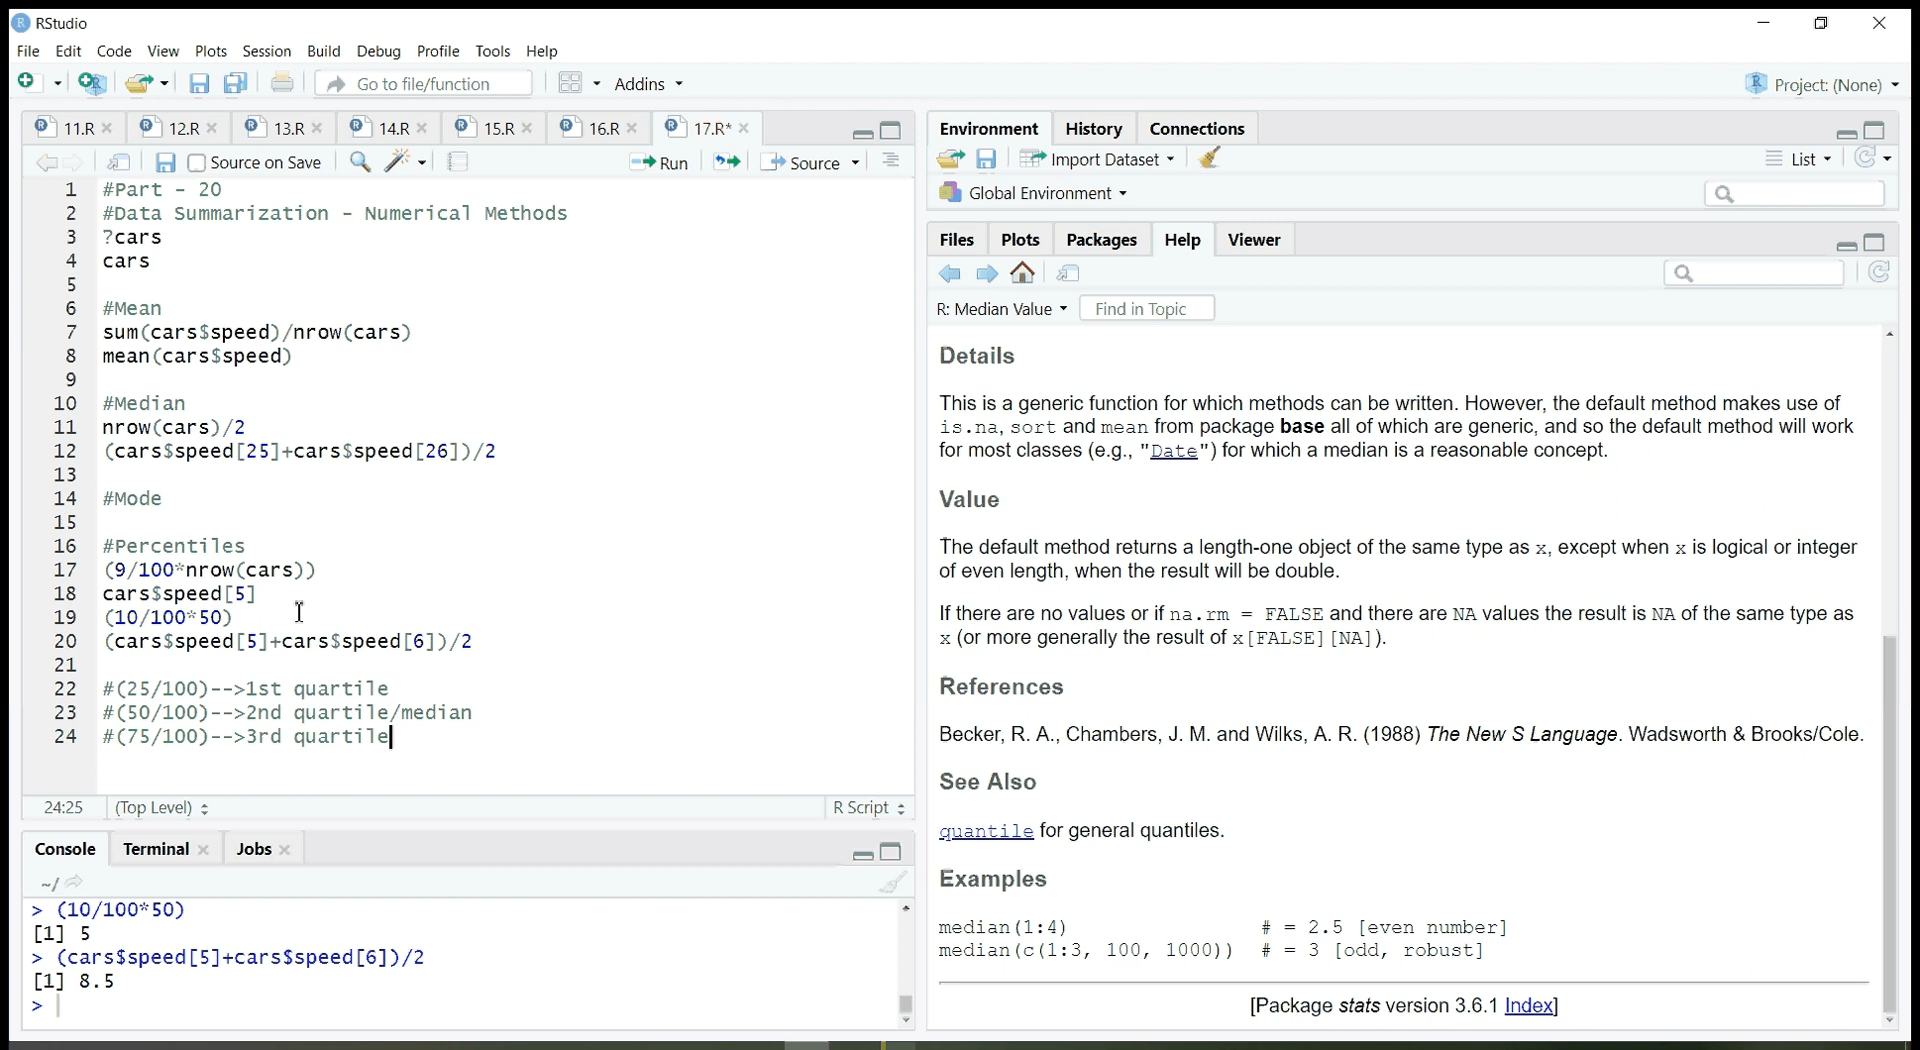 RStudio
File Edit Code View Plots Session Build Debug Profile Tools Help
Go to file/function Addins Project: (None)
11.R 12.R 13.R 14.R 15.R 16.R 17.R*
Source on Save Run Source
1 #Part - 20
2 #Data Summarization - Numerical Methods
3 ?cars
4 cars
5
6 #Mean
7 sum(cars$speed)/nrow(cars)
8 mean(cars$speed)
9
10 #Median
11 nrow(cars)/2
12 (cars$speed[25]+cars$speed[26])/2
13
14 #Mode
15
16 #Percentiles
17 (9/100*nrow(cars))
18 cars$speed[5]
19 (10/100*50)
20 (cars$speed[5]+cars$speed[6])/2
21
22 #(25/100)-->1st quartile
23 #(50/100)-->2nd quartile/median
24 #(75/100)-->3rd quartile
24:25 (Top Level) R Script
Console Terminal Jobs
~/
> (10/100*50)
[1] 5
> (cars$speed[5]+cars$speed[6])/2
[1] 8.5
>
Environment History Connections
Import Dataset List
Global Environment
Files Plots Packages Help Viewer
R: Median Value Find in Topic
Details
This is a generic function for which methods can be written. However, the default method makes use of
is.na, sort and mean from package base all of which are generic, and so the default method will work
for most classes (e.g., "Date") for which a median is a reasonable concept.
Value
The default method returns a length-one object of the same type as x, except when x is logical or integer
of even length, when the result will be double.
If there are no values or if na.rm = FALSE and there are NA values the result is NA of the same type as
x (or more generally the result of x[FALSE][NA]).
References
Becker, R. A., Chambers, J. M. and Wilks, A. R. (1988) The New S Language. Wadsworth & Brooks/Cole.
See Also
quantile for general quantiles.
Examples
median(1:4) # = 2.5 [even number]
median(c(1:3, 100, 1000)) # = 3 [odd, robust]
[Package stats version 3.6.1 Index]